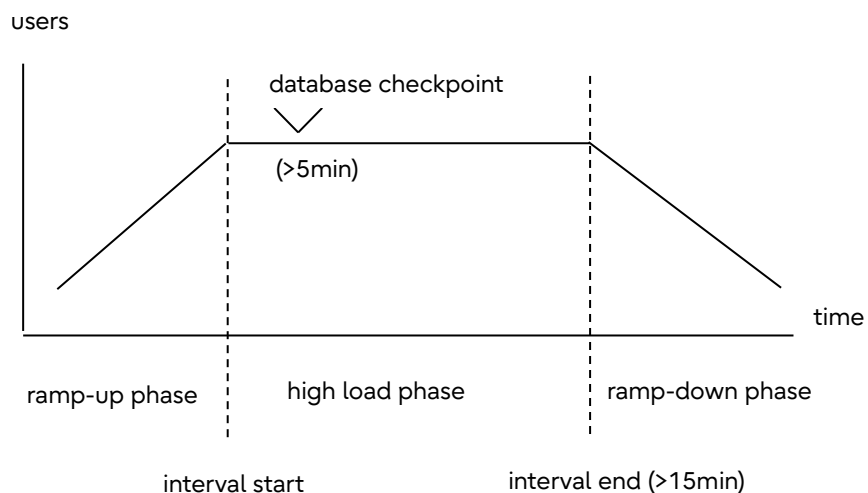 users
database checkpoint
(>5min)
time
ramp-up phase
high load phase
ramp-down phase
interval start
interval end (>15min)